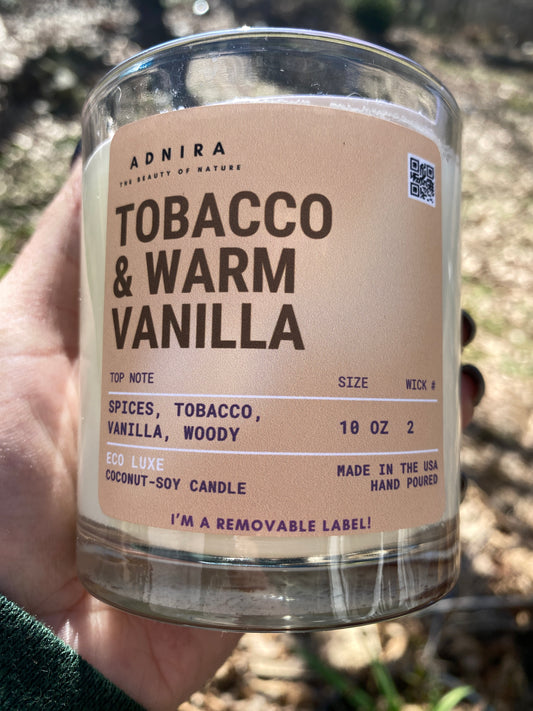 ADNIRA
THE BEAUTY OF NATURE
TOBACCO
& WARM
VANILLA
TOP NOTE SIZE WICK #
SPICES, TOBACCO,
VANILLA, WOODY 10 OZ 2
ECO LUXE
COCONUT-SOY CANDLE
MADE IN THE USA
HAND POURED
I'M A REMOVABLE LABEL!